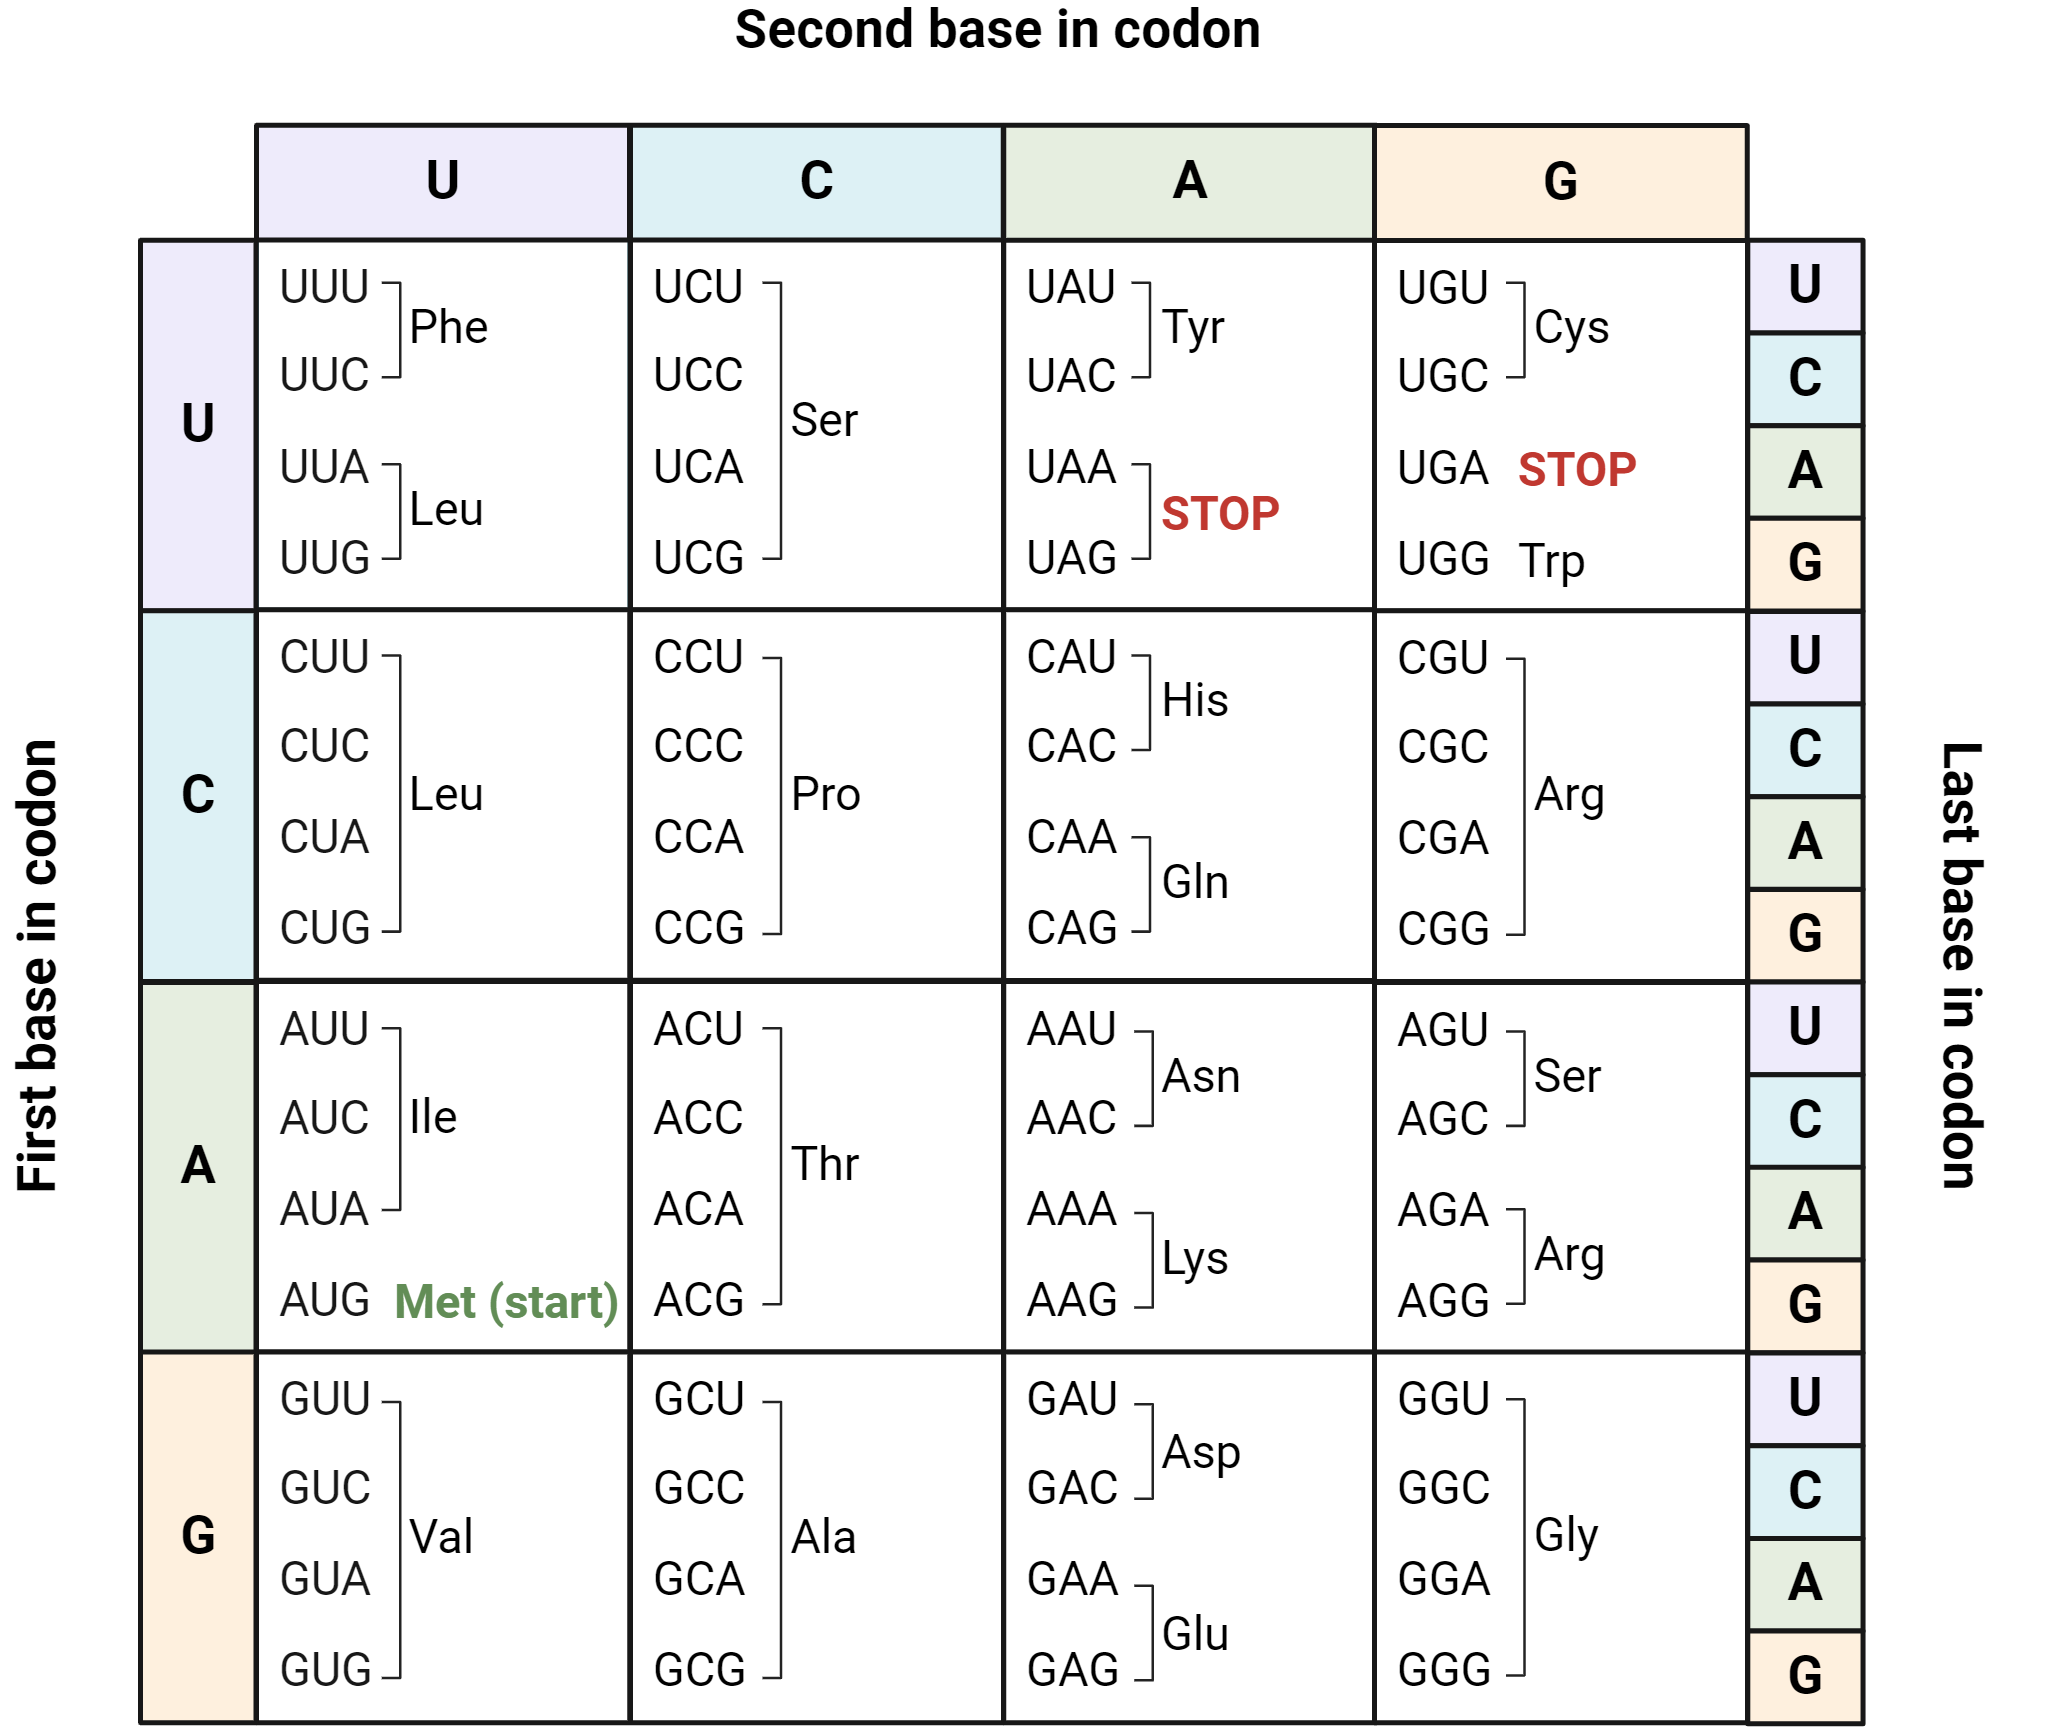 Second base in codon
U C A G
First base in codon
U
UUU UCU UAU UGU U
Phe Tyr Cys
UUC UCC UAC UGC C
Ser
UUA UCA UAA UGA STOP A
Leu STOP
UUG UCG UAG UGG Trp G
C
CUU CCU CAU CGU U
His
CUC CCC CAC CGC C
Leu Pro Arg
CUA CCA CAA CGA A
Gln
CUG CCG CAG CGG G
A
AUU ACU AAU AGU U
Asn Ser
AUC Ile ACC AAC AGC C
Thr
AUA ACA AAA AGA A
Lys Arg
AUG Met (start) ACG AAG AGG G
G
GUU GCU GAU GGU U
Asp
GUC GCC GAC GGC C
Val Ala Gly
GUA GCA GAA GGA A
Glu
GUG GCG GAG GGG G
Last base in codon